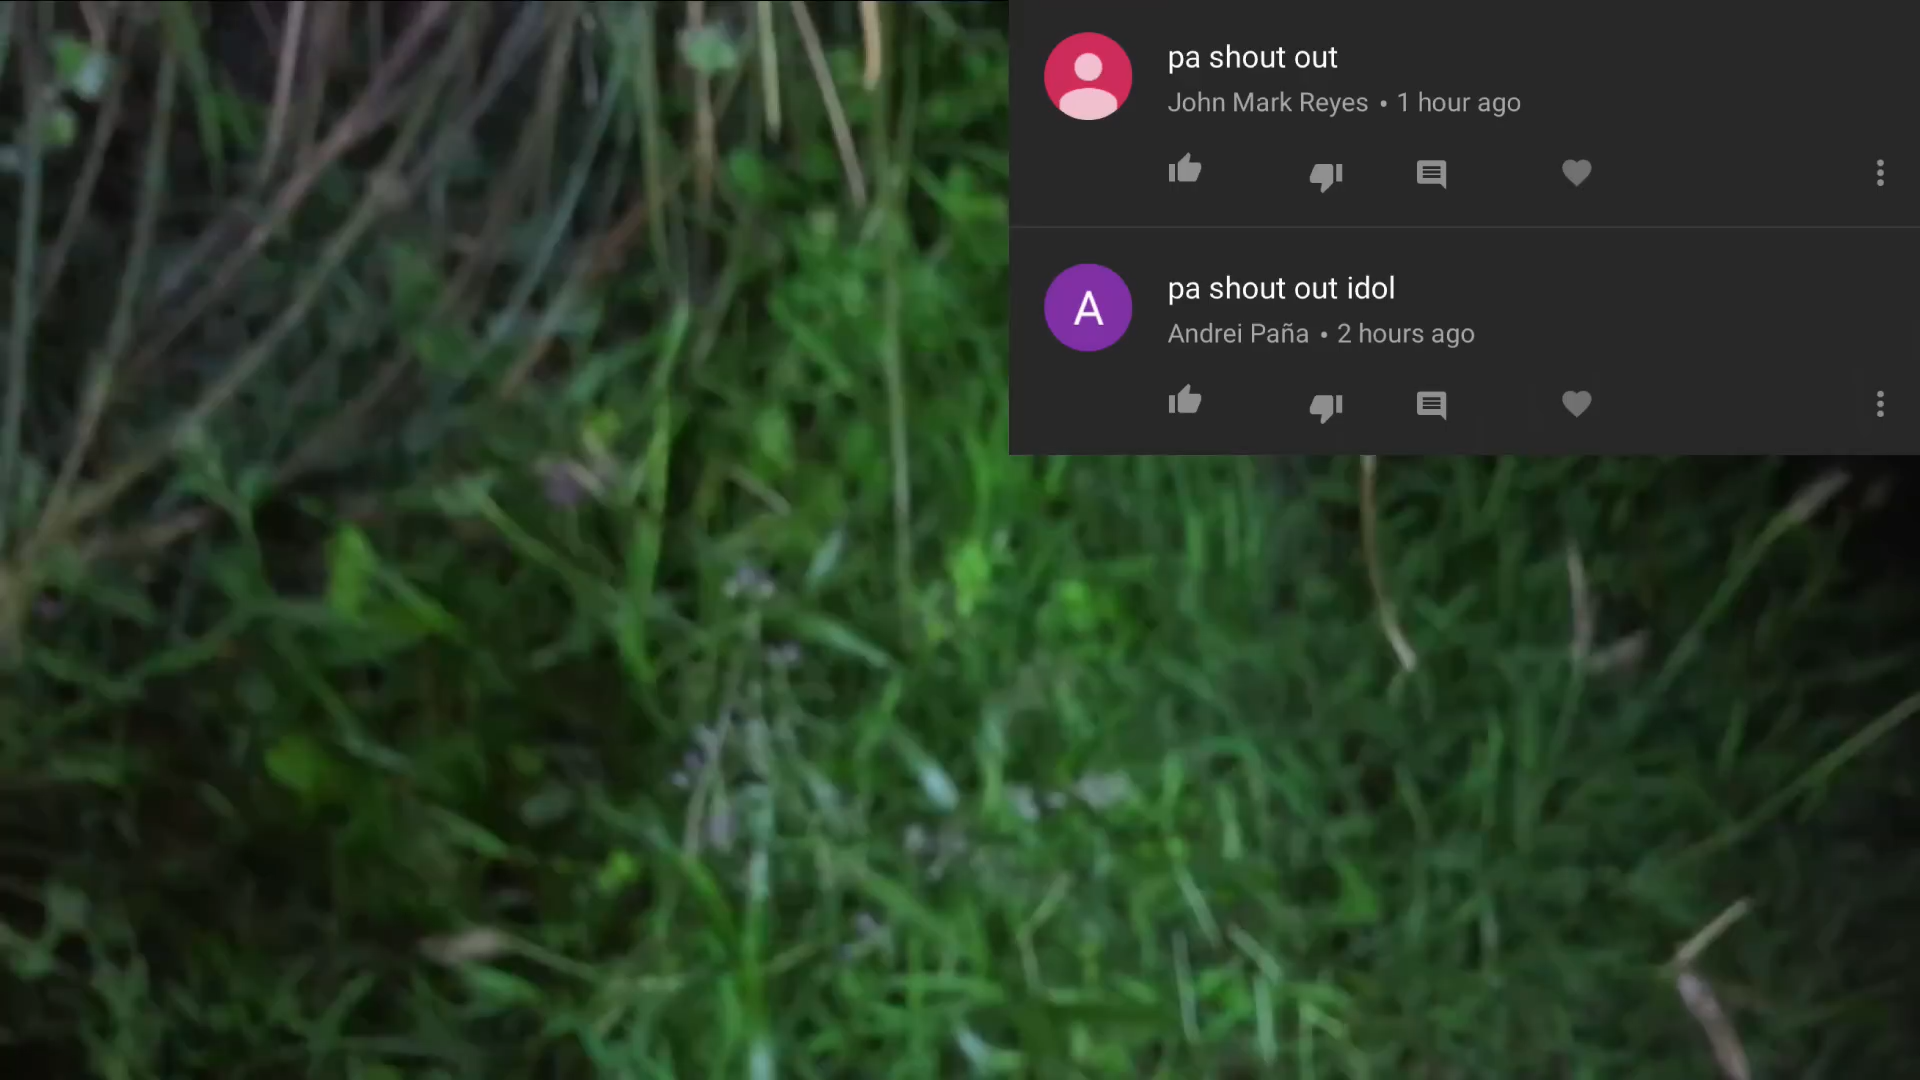 pa shout out
John Mark Reyes • 1 hour ago
A
pa shout out idol
Andrei Paña • 2 hours ago